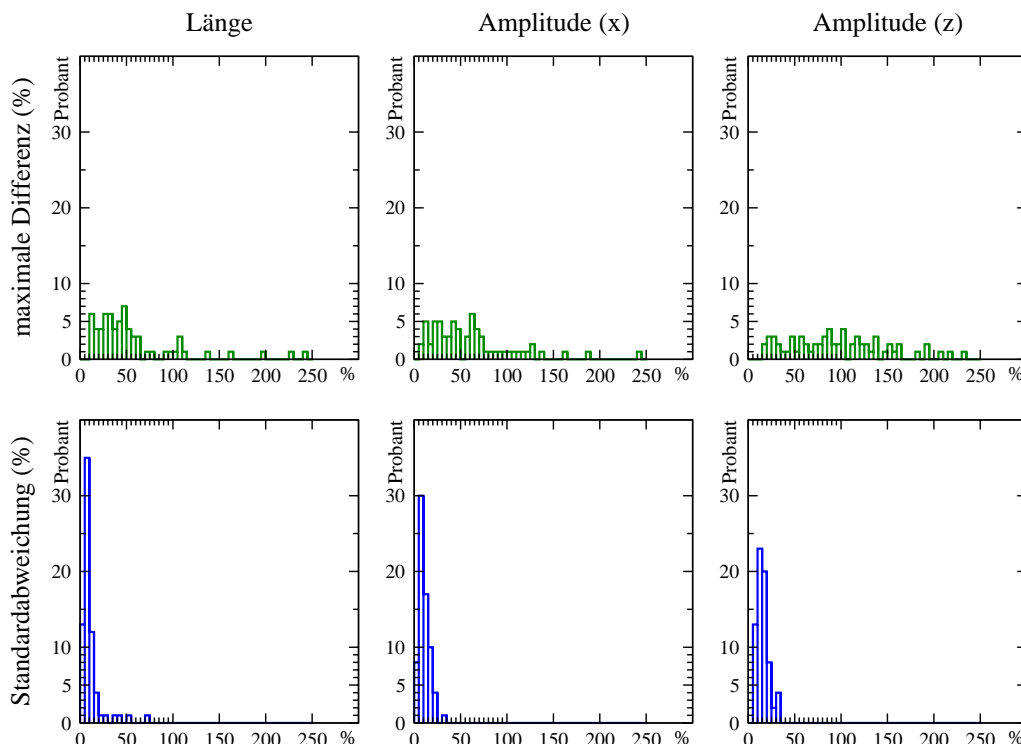 Länge Amplitude (x) Amplitude (z)
maximale Differenz (%)
Probant Probant Probant
30 30 30
20 20 20
10 10 10
5 5 5
0 0 0
0 50 100 150 200 250 % 0 50 100 150 200 250 % 0 50 100 150 200 250 %
Standardabweichung (%)
Probant Probant Probant
30 30 30
20 20 20
10 10 10
5 5 5
0 0 0
0 50 100 150 200 250 % 0 50 100 150 200 250 % 0 50 100 150 200 250 %